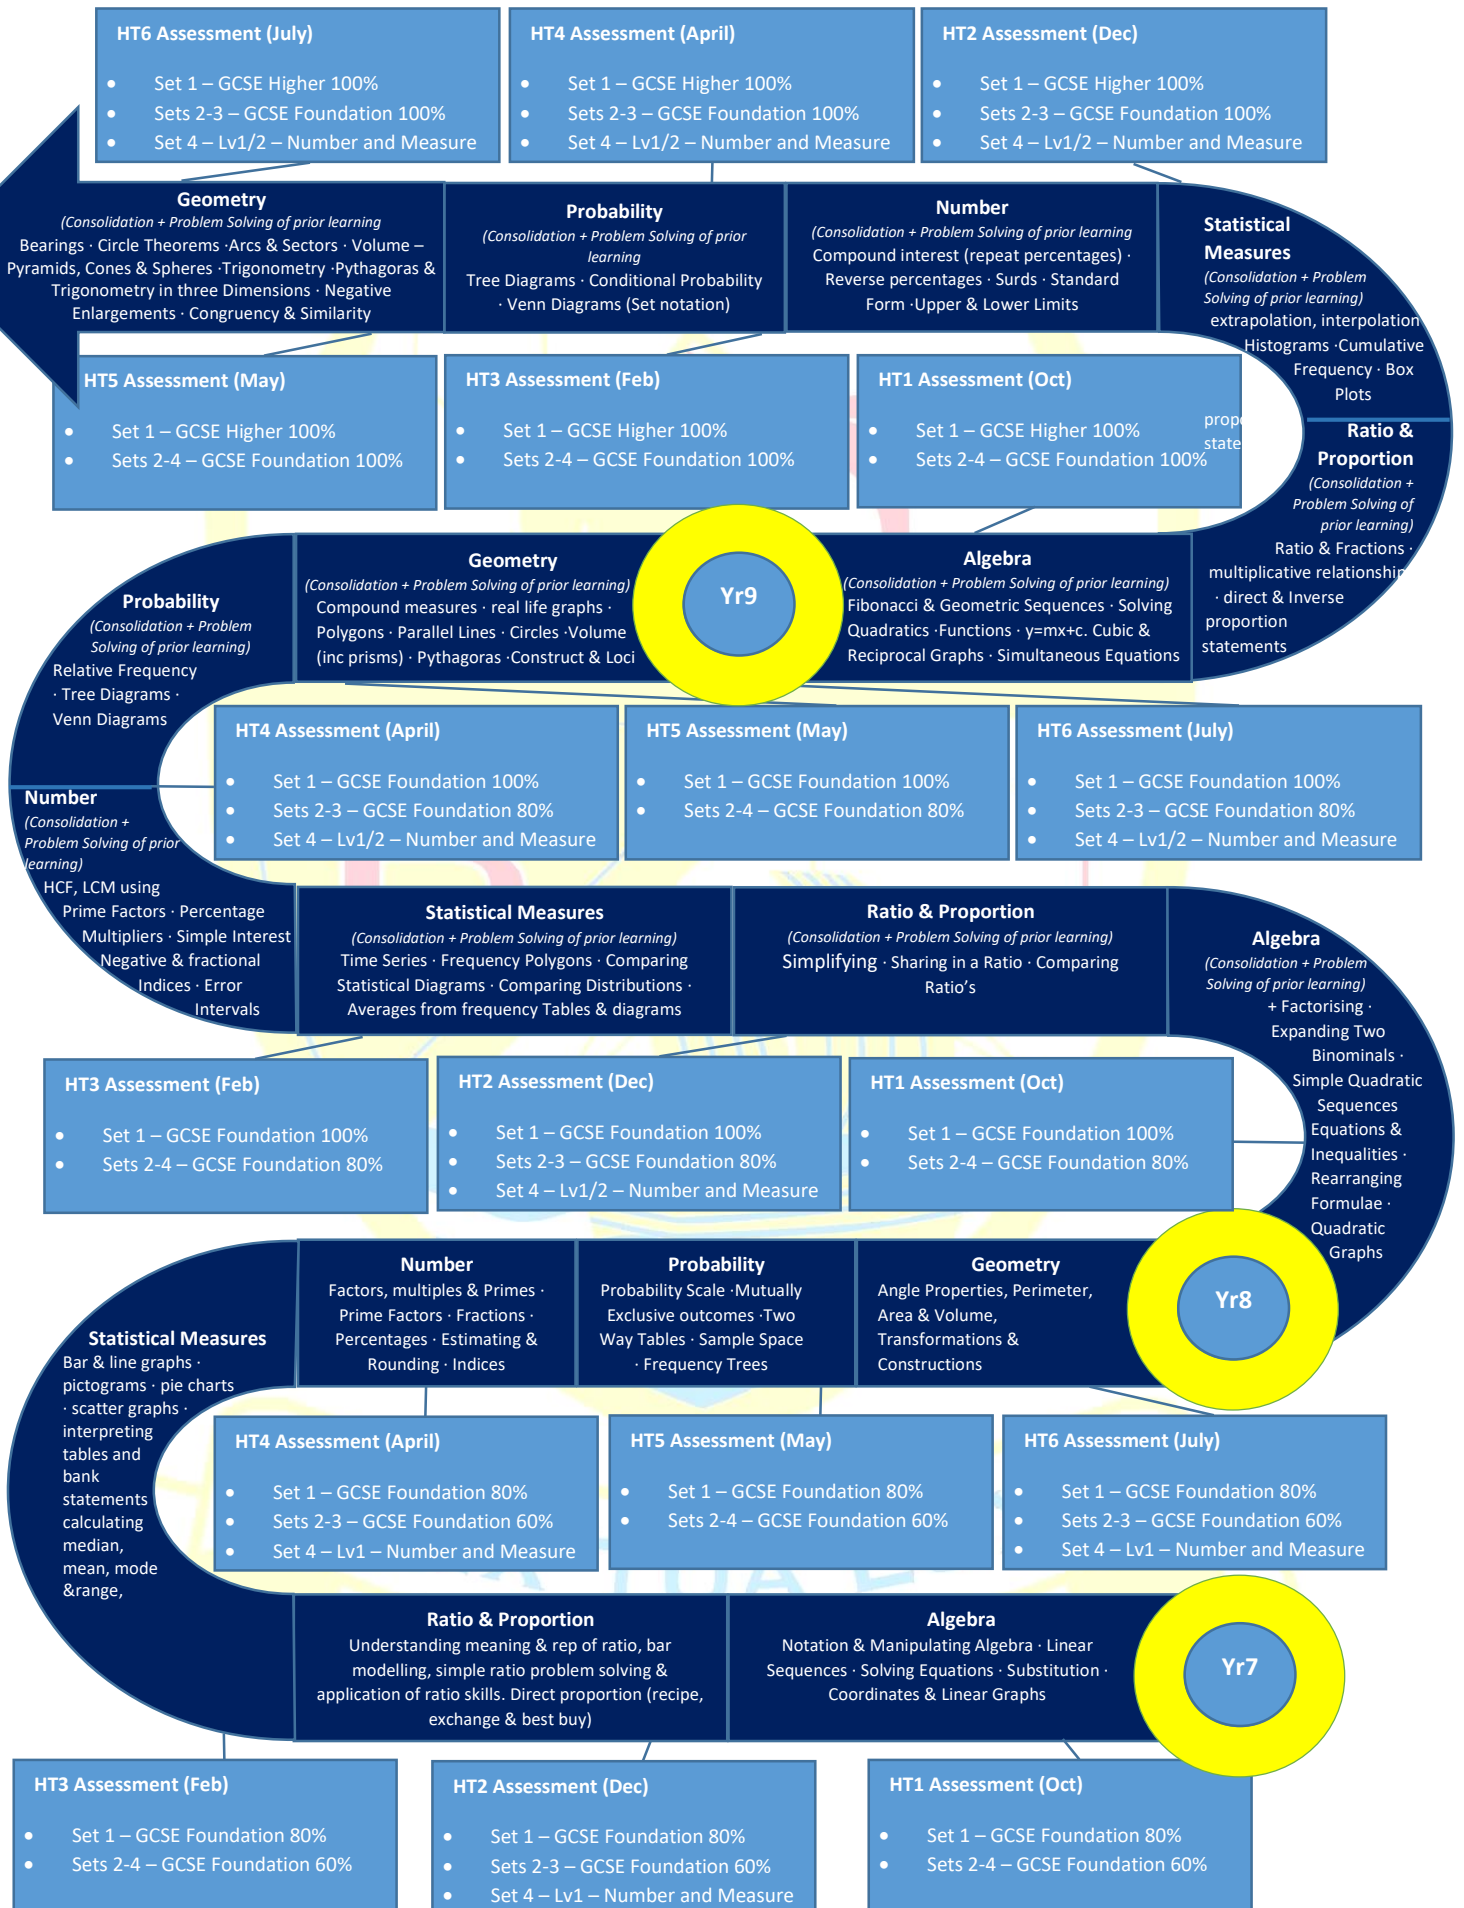 HT6 Assessment (July)
• Set 1 – GCSE Higher 100%
• Sets 2-3 – GCSE Foundation 100%
• Set 4 – Lv1/2 – Number and Measure
HT4 Assessment (April)
• Set 1 – GCSE Higher 100%
• Sets 2-3 – GCSE Foundation 100%
• Set 4 – Lv1/2 – Number and Measure
HT2 Assessment (Dec)
• Set 1 – GCSE Higher 100%
• Sets 2-3 – GCSE Foundation 100%
• Set 4 – Lv1/2 – Number and Measure
Geometry
(Consolidation + Problem Solving of prior learning
Bearings · Circle Theorems ·Arcs & Sectors · Volume –
Pyramids, Cones & Spheres ·Trigonometry ·Pythagoras &
Trigonometry in three Dimensions · Negative
Enlargements · Congruency & Similarity
Probability
(Consolidation + Problem Solving of prior
learning
Tree Diagrams · Conditional Probability
· Venn Diagrams (Set notation)
Number
(Consolidation + Problem Solving of prior learning
Compound interest (repeat percentages) ·
Reverse percentages · Surds · Standard
Form ·Upper & Lower Limits
Statistical
Measures
(Consolidation + Problem
Solving of prior learning)
extrapolation, interpolation
Histograms ·Cumulative
Frequency · Box
Plots
HT5 Assessment (May)
• Set 1 – GCSE Higher 100%
• Sets 2-4 – GCSE Foundation 100%
HT3 Assessment (Feb)
• Set 1 – GCSE Higher 100%
• Sets 2-4 – GCSE Foundation 100%
HT1 Assessment (Oct)
• Set 1 – GCSE Higher 100%
• Sets 2-4 – GCSE Foundation 100%
Ratio &
Proportion
(Consolidation +
Problem Solving of
prior learning)
Ratio & Fractions ·
multiplicative relationship
· direct & Inverse
proportion
statements
Probability
(Consolidation + Problem
Solving of prior learning)
Relative Frequency
· Tree Diagrams ·
Venn Diagrams
Geometry
(Consolidation + Problem Solving of prior learning)
Compound measures · real life graphs ·
Polygons · Parallel Lines · Circles ·Volume
(inc prisms) · Pythagoras ·Construct & Loci
Yr9
Algebra
(Consolidation + Problem Solving of prior learning)
Fibonacci & Geometric Sequences · Solving
Quadratics ·Functions · y=mx+c. Cubic &
Reciprocal Graphs · Simultaneous Equations
HT4 Assessment (April)
• Set 1 – GCSE Foundation 100%
• Sets 2-3 – GCSE Foundation 80%
• Set 4 – Lv1/2 – Number and Measure
HT5 Assessment (May)
• Set 1 – GCSE Foundation 100%
• Sets 2-4 – GCSE Foundation 80%
HT6 Assessment (July)
• Set 1 – GCSE Foundation 100%
• Sets 2-3 – GCSE Foundation 80%
• Set 4 – Lv1/2 – Number and Measure
Number
(Consolidation +
Problem Solving of prior
learning)
HCF, LCM using
Prime Factors · Percentage
Multipliers · Simple Interest
Negative & fractional
Indices · Error
Intervals
Statistical Measures
(Consolidation + Problem Solving of prior learning)
Time Series · Frequency Polygons · Comparing
Statistical Diagrams · Comparing Distributions ·
Averages from frequency Tables & diagrams
Ratio & Proportion
(Consolidation + Problem Solving of prior learning)
Simplifying · Sharing in a Ratio · Comparing
Ratio's
Algebra
(Consolidation + Problem
Solving of prior learning)
+ Factorising ·
Expanding Two
Binominals ·
Simple Quadratic
Sequences
Equations &
Inequalities ·
Rearranging
Formulae ·
Quadratic
Graphs
HT3 Assessment (Feb)
• Set 1 – GCSE Foundation 100%
• Sets 2-4 – GCSE Foundation 80%
HT2 Assessment (Dec)
• Set 1 – GCSE Foundation 100%
• Sets 2-3 – GCSE Foundation 80%
• Set 4 – Lv1/2 – Number and Measure
HT1 Assessment (Oct)
• Set 1 – GCSE Foundation 100%
• Sets 2-4 – GCSE Foundation 80%
Statistical Measures
Bar & line graphs ·
pictograms · pie charts
· scatter graphs ·
interpreting
tables and
bank
statements
calculating
median,
mean, mode
&range,
Number
Factors, multiples & Primes ·
Prime Factors · Fractions ·
Percentages · Estimating &
Rounding · Indices
Probability
Probability Scale ·Mutually
Exclusive outcomes ·Two
Way Tables · Sample Space
· Frequency Trees
Geometry
Angle Properties, Perimeter,
Area & Volume,
Transformations &
Constructions
Yr8
HT4 Assessment (April)
• Set 1 – GCSE Foundation 80%
• Sets 2-3 – GCSE Foundation 60%
• Set 4 – Lv1 – Number and Measure
HT5 Assessment (May)
• Set 1 – GCSE Foundation 80%
• Sets 2-4 – GCSE Foundation 60%
HT6 Assessment (July)
• Set 1 – GCSE Foundation 80%
• Sets 2-3 – GCSE Foundation 60%
• Set 4 – Lv1 – Number and Measure
Ratio & Proportion
Understanding meaning & rep of ratio, bar
modelling, simple ratio problem solving &
application of ratio skills. Direct proportion (recipe,
exchange & best buy)
Algebra
Notation & Manipulating Algebra · Linear
Sequences · Solving Equations · Substitution ·
Coordinates & Linear Graphs
Yr7
HT3 Assessment (Feb)
• Set 1 – GCSE Foundation 80%
• Sets 2-4 – GCSE Foundation 60%
HT2 Assessment (Dec)
• Set 1 – GCSE Foundation 80%
• Sets 2-3 – GCSE Foundation 60%
• Set 4 – Lv1 – Number and Measure
HT1 Assessment (Oct)
• Set 1 – GCSE Foundation 80%
• Sets 2-4 – GCSE Foundation 60%